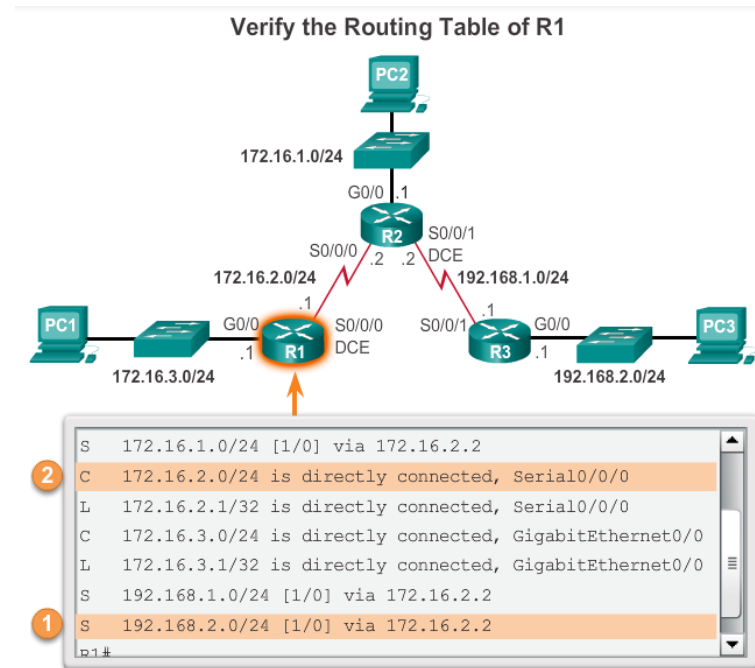 Verify the Routing Table of R1
PC2
172.16.1.0/24
G0/0 .1
R2
S0/0/1
S0/0/0 .2 .2 DCE
172.16.2.0/24 192.168.1.0/24
.1 .1
PC1 G0/0 S0/0/0 S0/0/1 G0/0 PC3
.1 R1 DCE R3 .1
172.16.3.0/24 192.168.2.0/24
S 172.16.1.0/24 [1/0] via 172.16.2.2
2 C 172.16.2.0/24 is directly connected, Serial0/0/0
L 172.16.2.1/32 is directly connected, Serial0/0/0
C 172.16.3.0/24 is directly connected, GigabitEthernet0/0
L 172.16.3.1/32 is directly connected, GigabitEthernet0/0
S 192.168.1.0/24 [1/0] via 172.16.2.2
1 S 192.168.2.0/24 [1/0] via 172.16.2.2
R1#